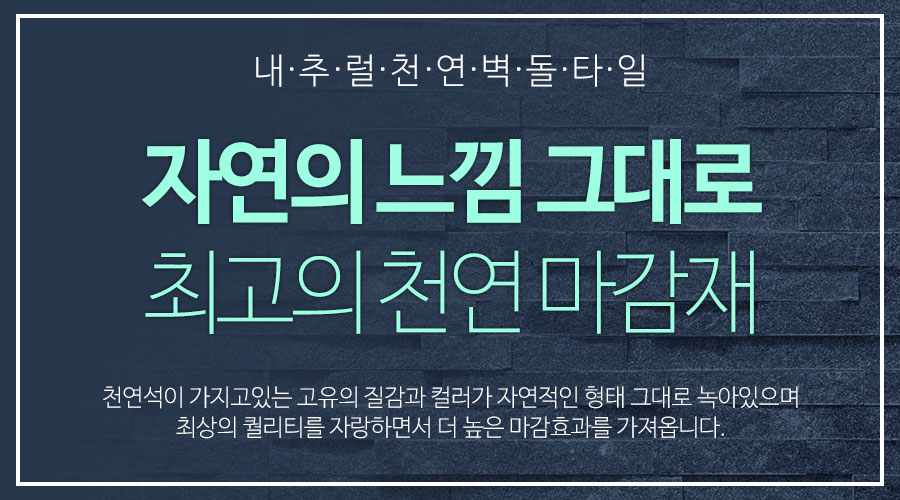 내·추·럴·천·연·벽·돌·타·일
자연의 느낌 그대로
최고의 천연 마감재
천연석이 가지고있는 고유의 질감과 컬러가 자연적인 형태 그대로 녹아있으며
최상의 퀄리티를 자랑하면서 더 높은 마감효과를 가져옵니다.